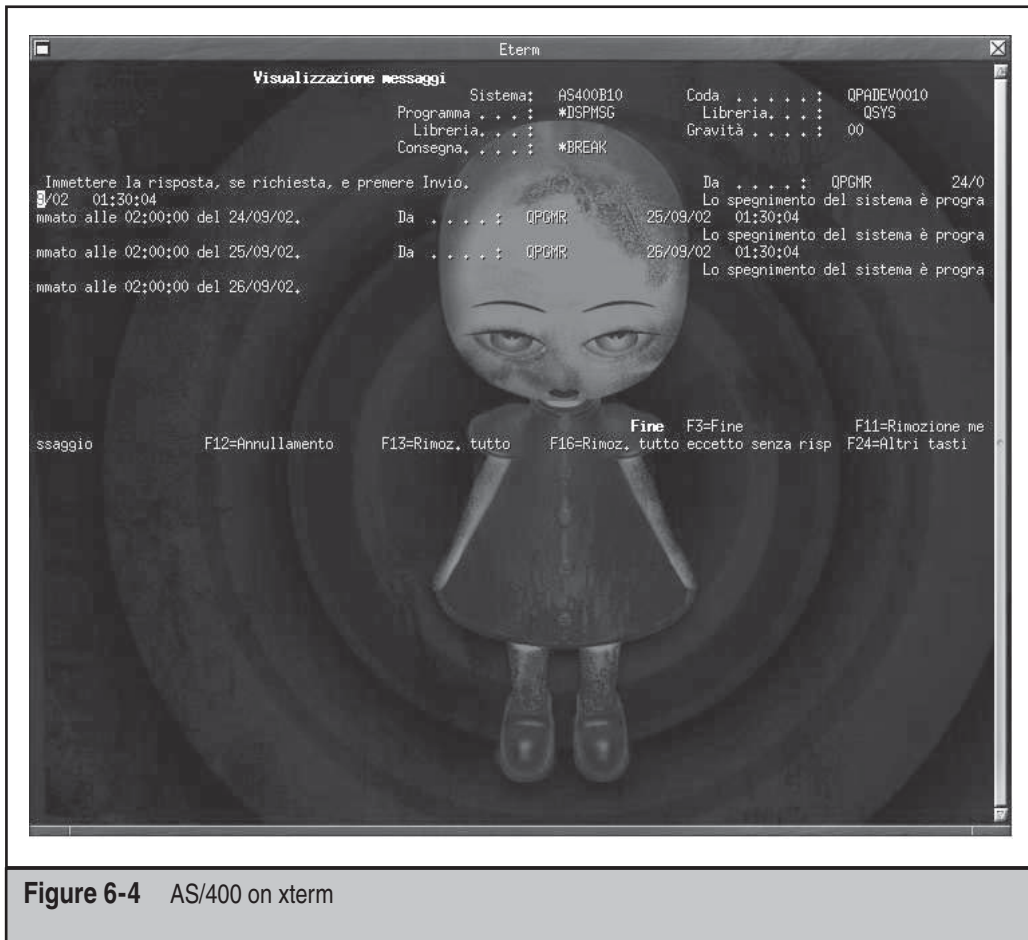 Eterm
Visualizzazione messaggi
Sistema: AS400B10 Coda . . . . . : QPADEV0010
Programma . . . : *DSPMSG Libreria. . . : QSYS
Libreria. . . : Gravità . . . . : 00
Consegna. . . . : *BREAK
Immettere la risposta, se richiesta, e premere Invio. Da . . . . : QPGMR 24/0
9/02 01:30:04 Lo spegnimento del sistema è progra
mmato alle 02:00:00 del 24/09/02. Da . . . . : QPGMR 25/09/02 01:30:04
Lo spegnimento del sistema è progra
mmato alle 02:00:00 del 25/09/02. Da . . . . : QPGMR 26/09/02 01:30:04
Lo spegnimento del sistema è progra
mmato alle 02:00:00 del 26/09/02.
Fine F3=Fine F11=Rimozione me
ssaggio F12=Annullamento F13=Rimoz. tutto F16=Rimoz. tutto eccetto senza risp F24=Altri tasti
Figure 6-4 AS/400 on xterm